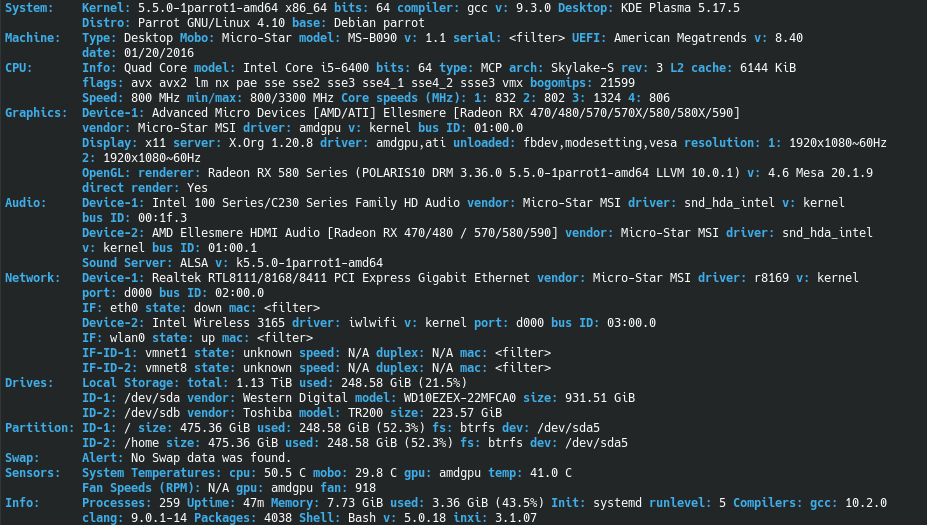 System: Kernel: 5.5.0-1parrot1-amd64 x86_64 bits: 64 compiler: gcc v: 9.3.0 Desktop: KDE Plasma 5.17.5
Distro: Parrot GNU/Linux 4.10 base: Debian parrot
Machine: Type: Desktop Mobo: Micro-Star model: MS-B090 v: 1.1 serial: <filter> UEFI: American Megatrends v: 8.40
date: 01/20/2016
CPU: Info: Quad Core model: Intel Core i5-6400 bits: 64 type: MCP arch: Skylake-S rev: 3 L2 cache: 6144 KiB
flags: avx avx2 lm nx pae sse sse2 sse3 sse4_1 sse4_2 ssse3 vmx bogomips: 21599
Speed: 800 MHz min/max: 800/3300 MHz Core speeds (MHz): 1: 832 2: 802 3: 1324 4: 806
Graphics: Device-1: Advanced Micro Devices [AMD/ATI] Ellesmere [Radeon RX 470/480/570/570X/580/580X/590]
vendor: Micro-Star MSI driver: amdgpu v: kernel bus ID: 01:00.0
Display: x11 server: X.Org 1.20.8 driver: amdgpu,ati unloaded: fbdev,modesetting,vesa resolution: 1: 1920x1080~60Hz
2: 1920x1080~60Hz
OpenGL: renderer: Radeon RX 580 Series (POLARIS10 DRM 3.36.0 5.5.0-1parrot1-amd64 LLVM 10.0.1) v: 4.6 Mesa 20.1.9
direct render: Yes
Audio: Device-1: Intel 100 Series/C230 Series Family HD Audio vendor: Micro-Star MSI driver: snd_hda_intel v: kernel
bus ID: 00:1f.3
Device-2: AMD Ellesmere HDMI Audio [Radeon RX 470/480 / 570/580/590] vendor: Micro-Star MSI driver: snd_hda_intel
v: kernel bus ID: 01:00.1
Sound Server: ALSA v: k5.5.0-1parrot1-amd64
Network: Device-1: Realtek RTL8111/8168/8411 PCI Express Gigabit Ethernet vendor: Micro-Star MSI driver: r8169 v: kernel
port: d000 bus ID: 02:00.0
IF: eth0 state: down mac: <filter>
Device-2: Intel Wireless 3165 driver: iwlwifi v: kernel port: d000 bus ID: 03:00.0
IF: wlan0 state: up mac: <filter>
IF-ID-1: vmnet1 state: unknown speed: N/A duplex: N/A mac: <filter>
IF-ID-2: vmnet8 state: unknown speed: N/A duplex: N/A mac: <filter>
Drives: Local Storage: total: 1.13 TiB used: 248.58 GiB (21.5%)
ID-1: /dev/sda vendor: Western Digital model: WD10EZEX-22MFCA0 size: 931.51 GiB
ID-2: /dev/sdb vendor: Toshiba model: TR200 size: 223.57 GiB
Partition: ID-1: / size: 475.36 GiB used: 248.58 GiB (52.3%) fs: btrfs dev: /dev/sda5
ID-2: /home size: 475.36 GiB used: 248.58 GiB (52.3%) fs: btrfs dev: /dev/sda5
Swap: Alert: No Swap data was found.
Sensors: System Temperatures: cpu: 50.5 C mobo: 29.8 C gpu: amdgpu temp: 41.0 C
Fan Speeds (RPM): N/A gpu: amdgpu fan: 918
Info: Processes: 259 Uptime: 47m Memory: 7.73 GiB used: 3.36 GiB (43.5%) Init: systemd runlevel: 5 Compilers: gcc: 10.2.0
clang: 9.0.1-14 Packages: 4038 Shell: Bash v: 5.0.18 inxi: 3.1.07